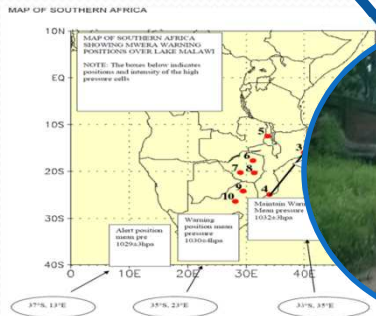 MAP OF SOUTHERN AFRICA
10N
MAP OF SOUTHERN AFRICA
SHOWING MWERA WARNING
POSITIONS OVER LAKE MALAWI
NOTE: The boxes below indicates
positions and intensity of the high
pressure cells
EQ
10S
5
3
6
7
8
20S
9
10
4
Maintain
Mean pressure
1032±3hps
30S
Warning
position mean
pressure
1030±4hps
Alert position
mean pre
1029±3hps
40S
0
10E
20E
30E
37°S, 13°E
35°S, 23°E
35°E